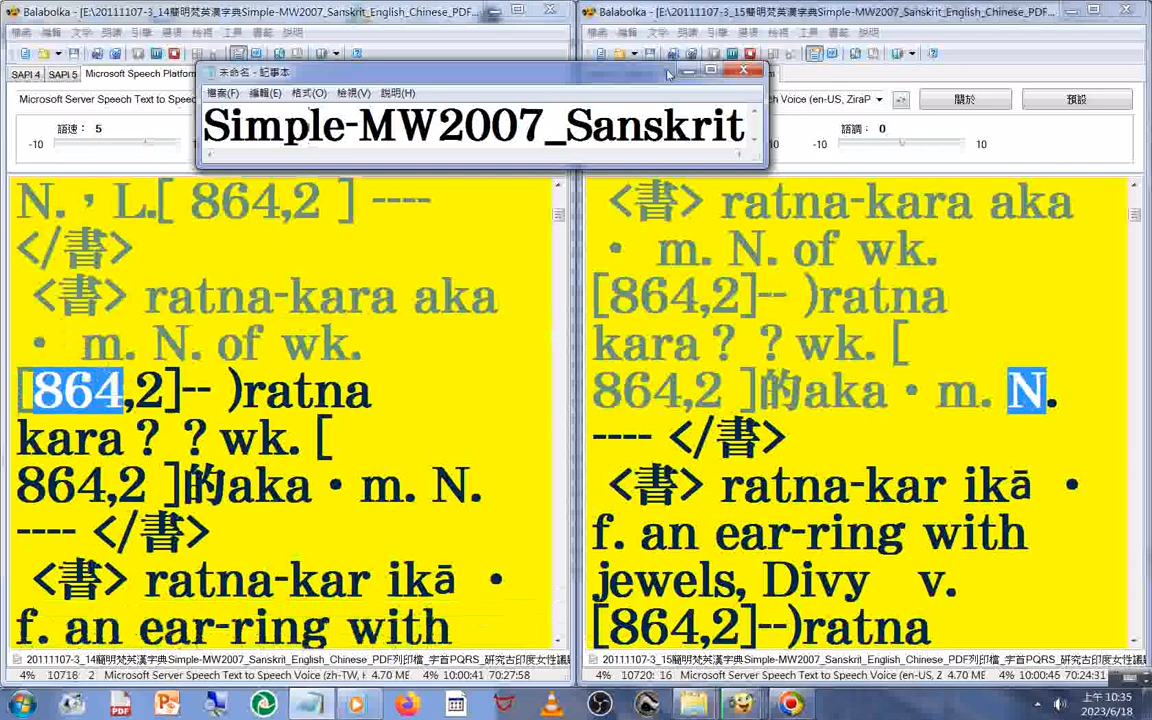 Balabolka - [E:\20111107-3_14簡明梵英漢字典Simple-MW2007_Sanskrit_English_Chinese_PDF...
Balabolka - [E:\20111107-3_15簡明梵英漢字典Simple-MW2007_Sanskrit_English_Chinese_PDF...
SAPI 4 SAPI 5 Microsoft Speech Platform
未命名 - 記事本
檔案(F) 編輯(E) 格式(O) 檢視(V) 說明(H)
Simple-MW2007_Sanskrit
Microsoft Server Speech Text to Spee
Voice (en-US, ZiraP
關於 預設
語速： 5
-10
語調： 0
-10 10
N.，L.[ 864,2 ] ----
</書>
<書> ratna-kara aka
• m. N. of wk.
[864,2]-- )ratna
kara？？wk. [
864,2 ]的aka•m. N.
---- </書>
<書> ratna-kar ikā •
f. an ear-ring with
<書> ratna-kara aka
• m. N. of wk.
[864,2]-- )ratna
kara？？wk. [
864,2 ]的aka•m. N.
---- </書>
<書> ratna-kar ikā •
f. an ear-ring with
jewels, Divy v.
[864,2]--)ratna
20111107-3_14簡明梵英漢字典Simple-MW2007_Sanskrit_English_Chinese_PDF列印檔_字首PQRS_研究古印度女性議
20111107-3_15簡明梵英漢字典Simple-MW2007_Sanskrit_English_Chinese_PDF列印檔_字首PQRS_研究古印度女性議
4% 10718: 2 Microsoft Server Speech Text to Speech Voice (zh-TW, H 4.70 ME 10:00:41 70:27:58
4% 10720: 16 Microsoft Server Speech Text to Speech Voice (en-US, Z 4.70 ME 10:00:45 70:24:31
上午 10:35
2023/6/18